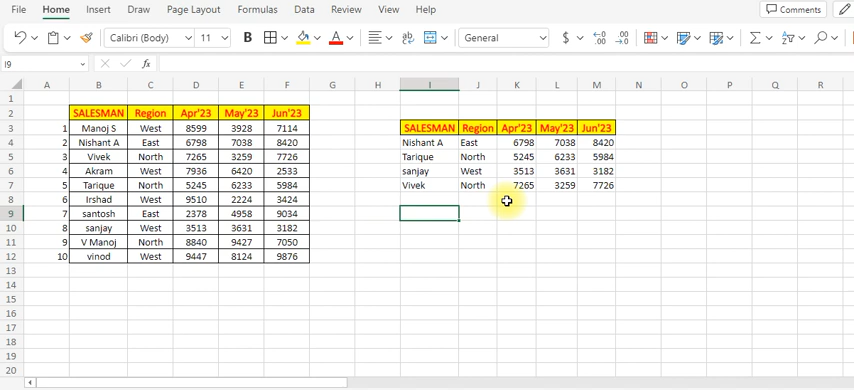 File Home Insert Draw Page Layout Formulas Data Review View Help Comments
Calibri (Body) 11 B A ab General $ .00 .00 Σ
I9 fx
A B C D E F G H I J K L M N O P Q R
1
2 SALESMAN Region Apr'23 May'23 Jun'23
3 1 Manoj S West 8599 3928 7114 SALESMAN Region Apr'23 May'23 Jun'23
4 2 Nishant A East 6798 7038 8420 Nishant A East 6798 7038 8420
5 3 Vivek North 7265 3259 7726 Tarique North 5245 6233 5984
6 4 Akram West 7936 6420 2533 sanjay West 3513 3631 3182
7 5 Tarique North 5245 6233 5984 Vivek North 7265 3259 7726
8 6 Irshad West 9510 2224 3424
9 7 santosh East 2378 4958 9034
10 8 sanjay West 3513 3631 3182
11 9 V Manoj North 8840 9427 7050
12 10 vinod West 9447 8124 9876
13
14
15
16
17
18
19
20